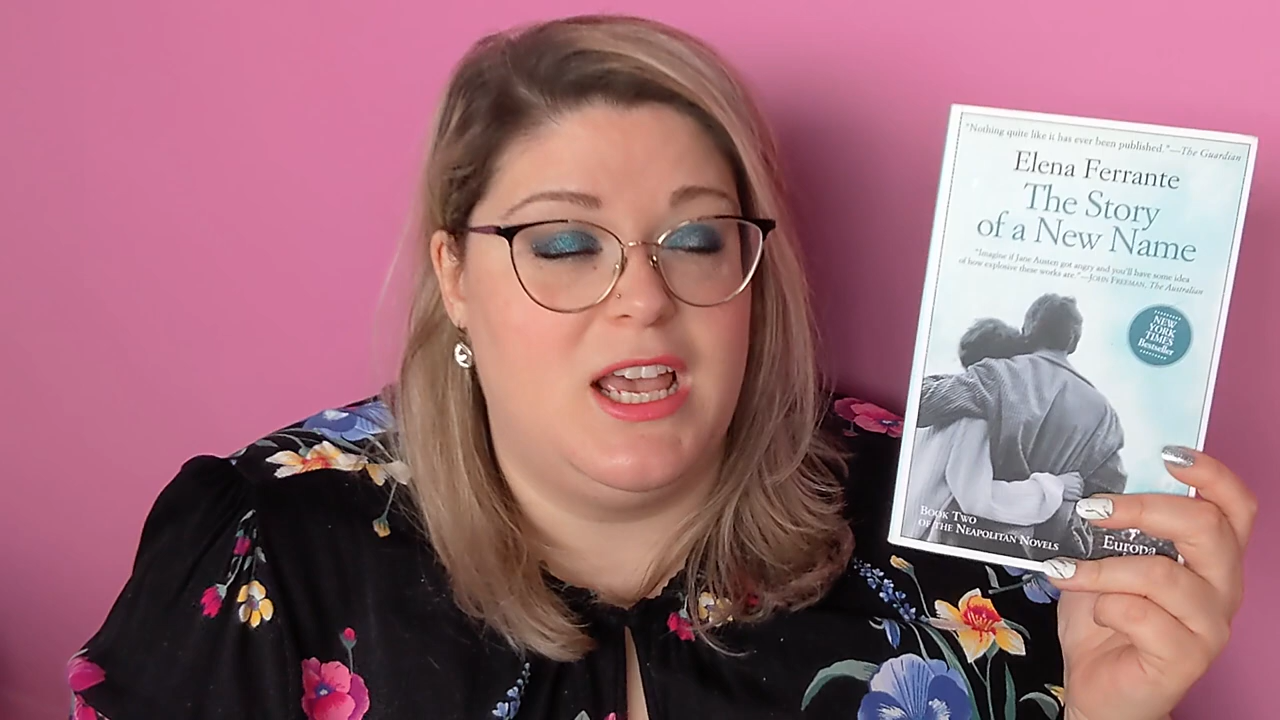 "Nothing quite like it has ever been published."—The Guardian
Elena Ferrante
The Story
of a New Name
"Imagine if Jane Austen got angry and you'll have some idea
of how explosive these works are."—John Freeman, The Australian
NEW
YORK
TIMES
Bestseller
Book Two
of the Neapolitan Novels
Europa